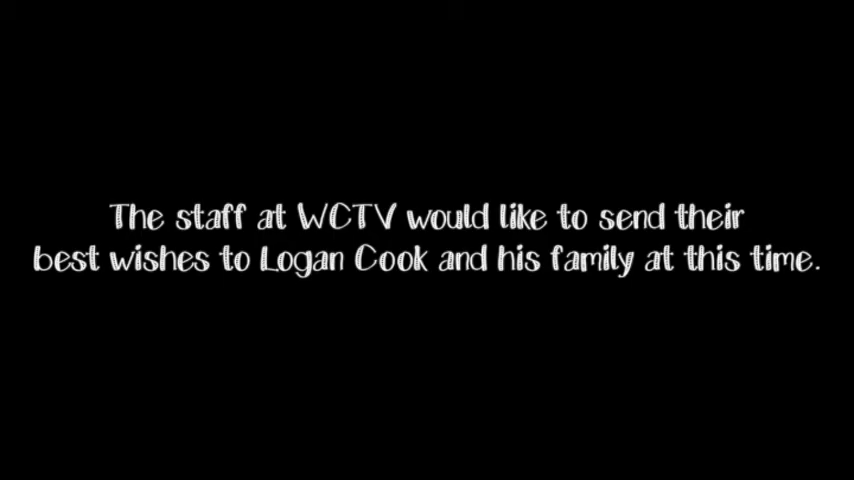 The staff at WCTV would like to send their
best wishes to Logan Cook and his family at this time.